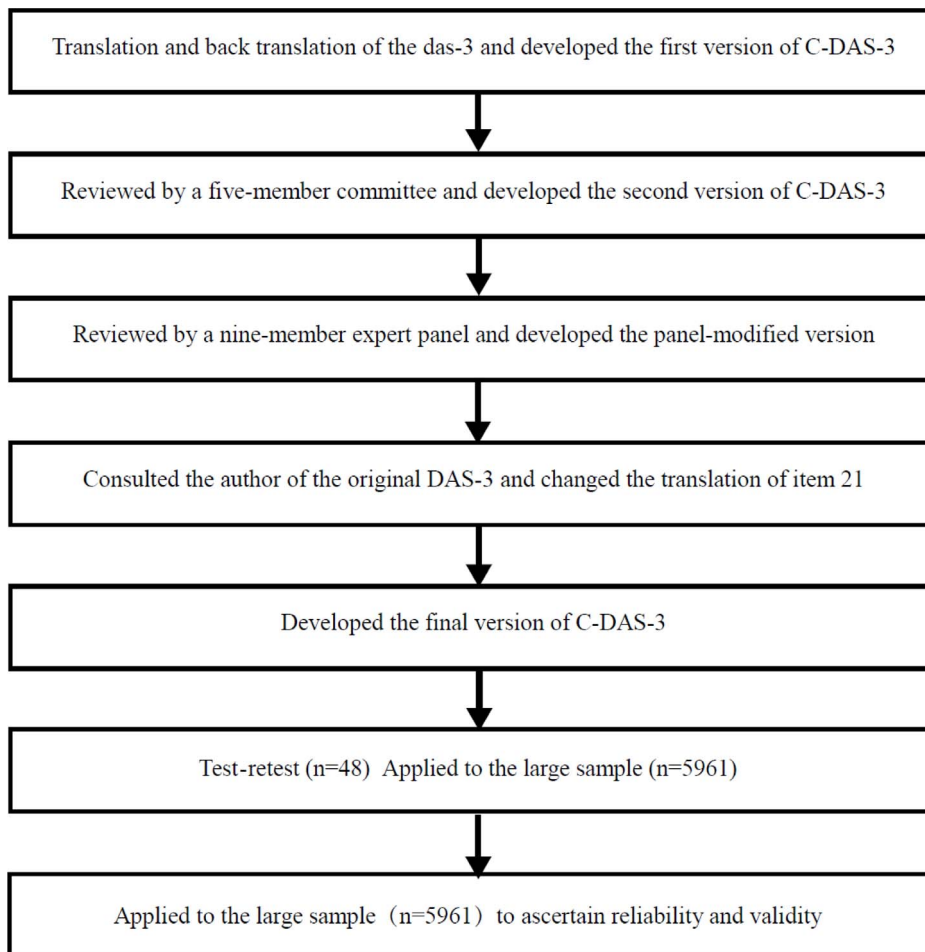 Translation and back translation of the das-3 and developed the first version of C-DAS-3
Reviewed by a five-member committee and developed the second version of C-DAS-3
Reviewed by a nine-member expert panel and developed the panel-modified version
Consulted the author of the original DAS-3 and changed the translation of item 21
Developed the final version of C-DAS-3
Test-retest (n=48)  Applied to the large sample (n=5961)
Applied to the large sample（n=5961）to ascertain reliability and validity